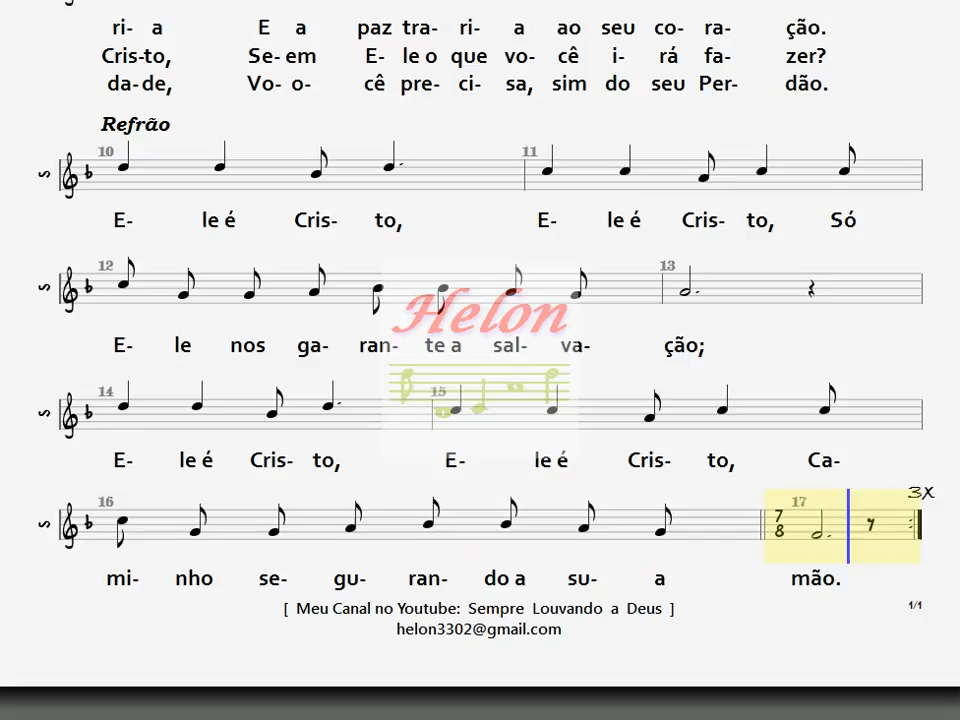 ri- a E a paz tra- ri- a ao seu co- ra- ção.
Cris-to, Se- em E- le o que vo- cê i- rá fa- zer?
da-de, Vo- o- cê pre- ci- sa, sim do seu Per- dão.
Refrão
10 11
S
E- le é Cris- to, E- le é Cris- to, Só
12 13
S
Helon
E- le nos ga- ran- te a sal- va- ção;
14 15
S
E- le é Cris- to, E- le é Cris- to, Ca-
3X
16 17
S
7
8
mi- nho se- gu- ran- do a su- a mão.
[ Meu Canal no Youtube: Sempre Louvando a Deus ]
1/1
helon3302@gmail.com